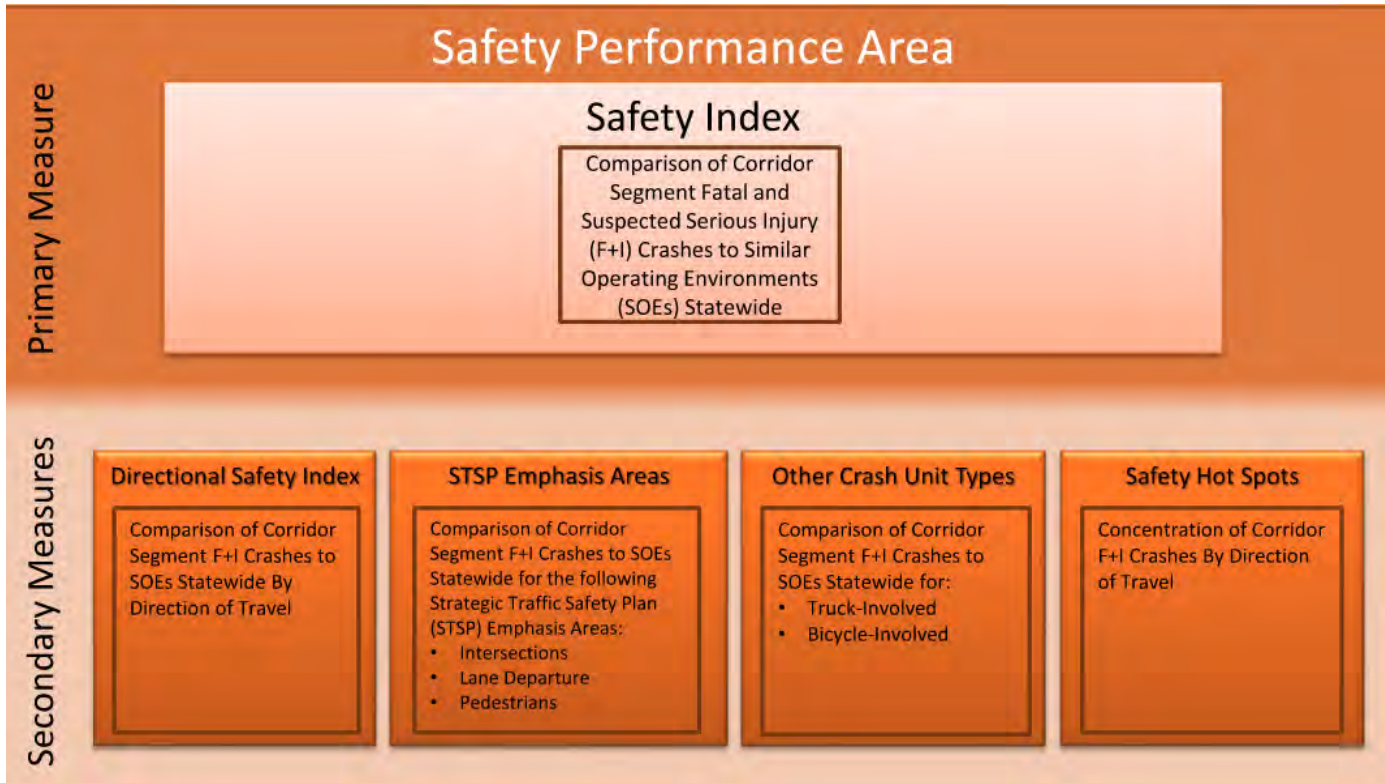 Safety Performance Area
Primary Measure
Safety Index
Comparison of Corridor
Segment Fatal and
Suspected Serious Injury
(F+I) Crashes to Similar
Operating Environments
(SOEs) Statewide
Secondary Measures
Directional Safety Index
Comparison of Corridor
Segment F+I Crashes to
SOEs Statewide By
Direction of Travel
STSP Emphasis Areas
Comparison of Corridor
Segment F+I Crashes to SOEs
Statewide for the following
Strategic Traffic Safety Plan
(STSP) Emphasis Areas:
• Intersections
• Lane Departure
• Pedestrians
Other Crash Unit Types
Comparison of Corridor
Segment F+I Crashes to
SOEs Statewide for:
• Truck-Involved
• Bicycle-Involved
Safety Hot Spots
Concentration of Corridor
F+I Crashes By Direction
of Travel